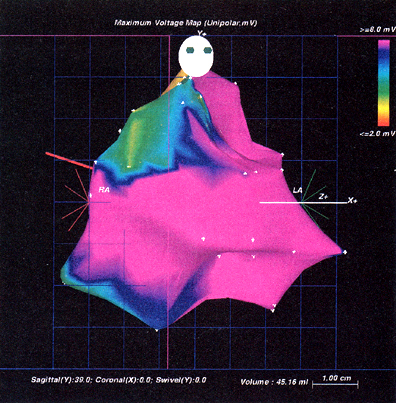 Maximum Voltage Map (Unipolar,mV)
Y+
>=6.0 mV
<=2.0 mV
RA
LA
Z+
X+
Sagittal(Y):39.0; Coronal(X):0.0; Swivel(Y):0.0
Volume : 45.16 ml
1.00 cm